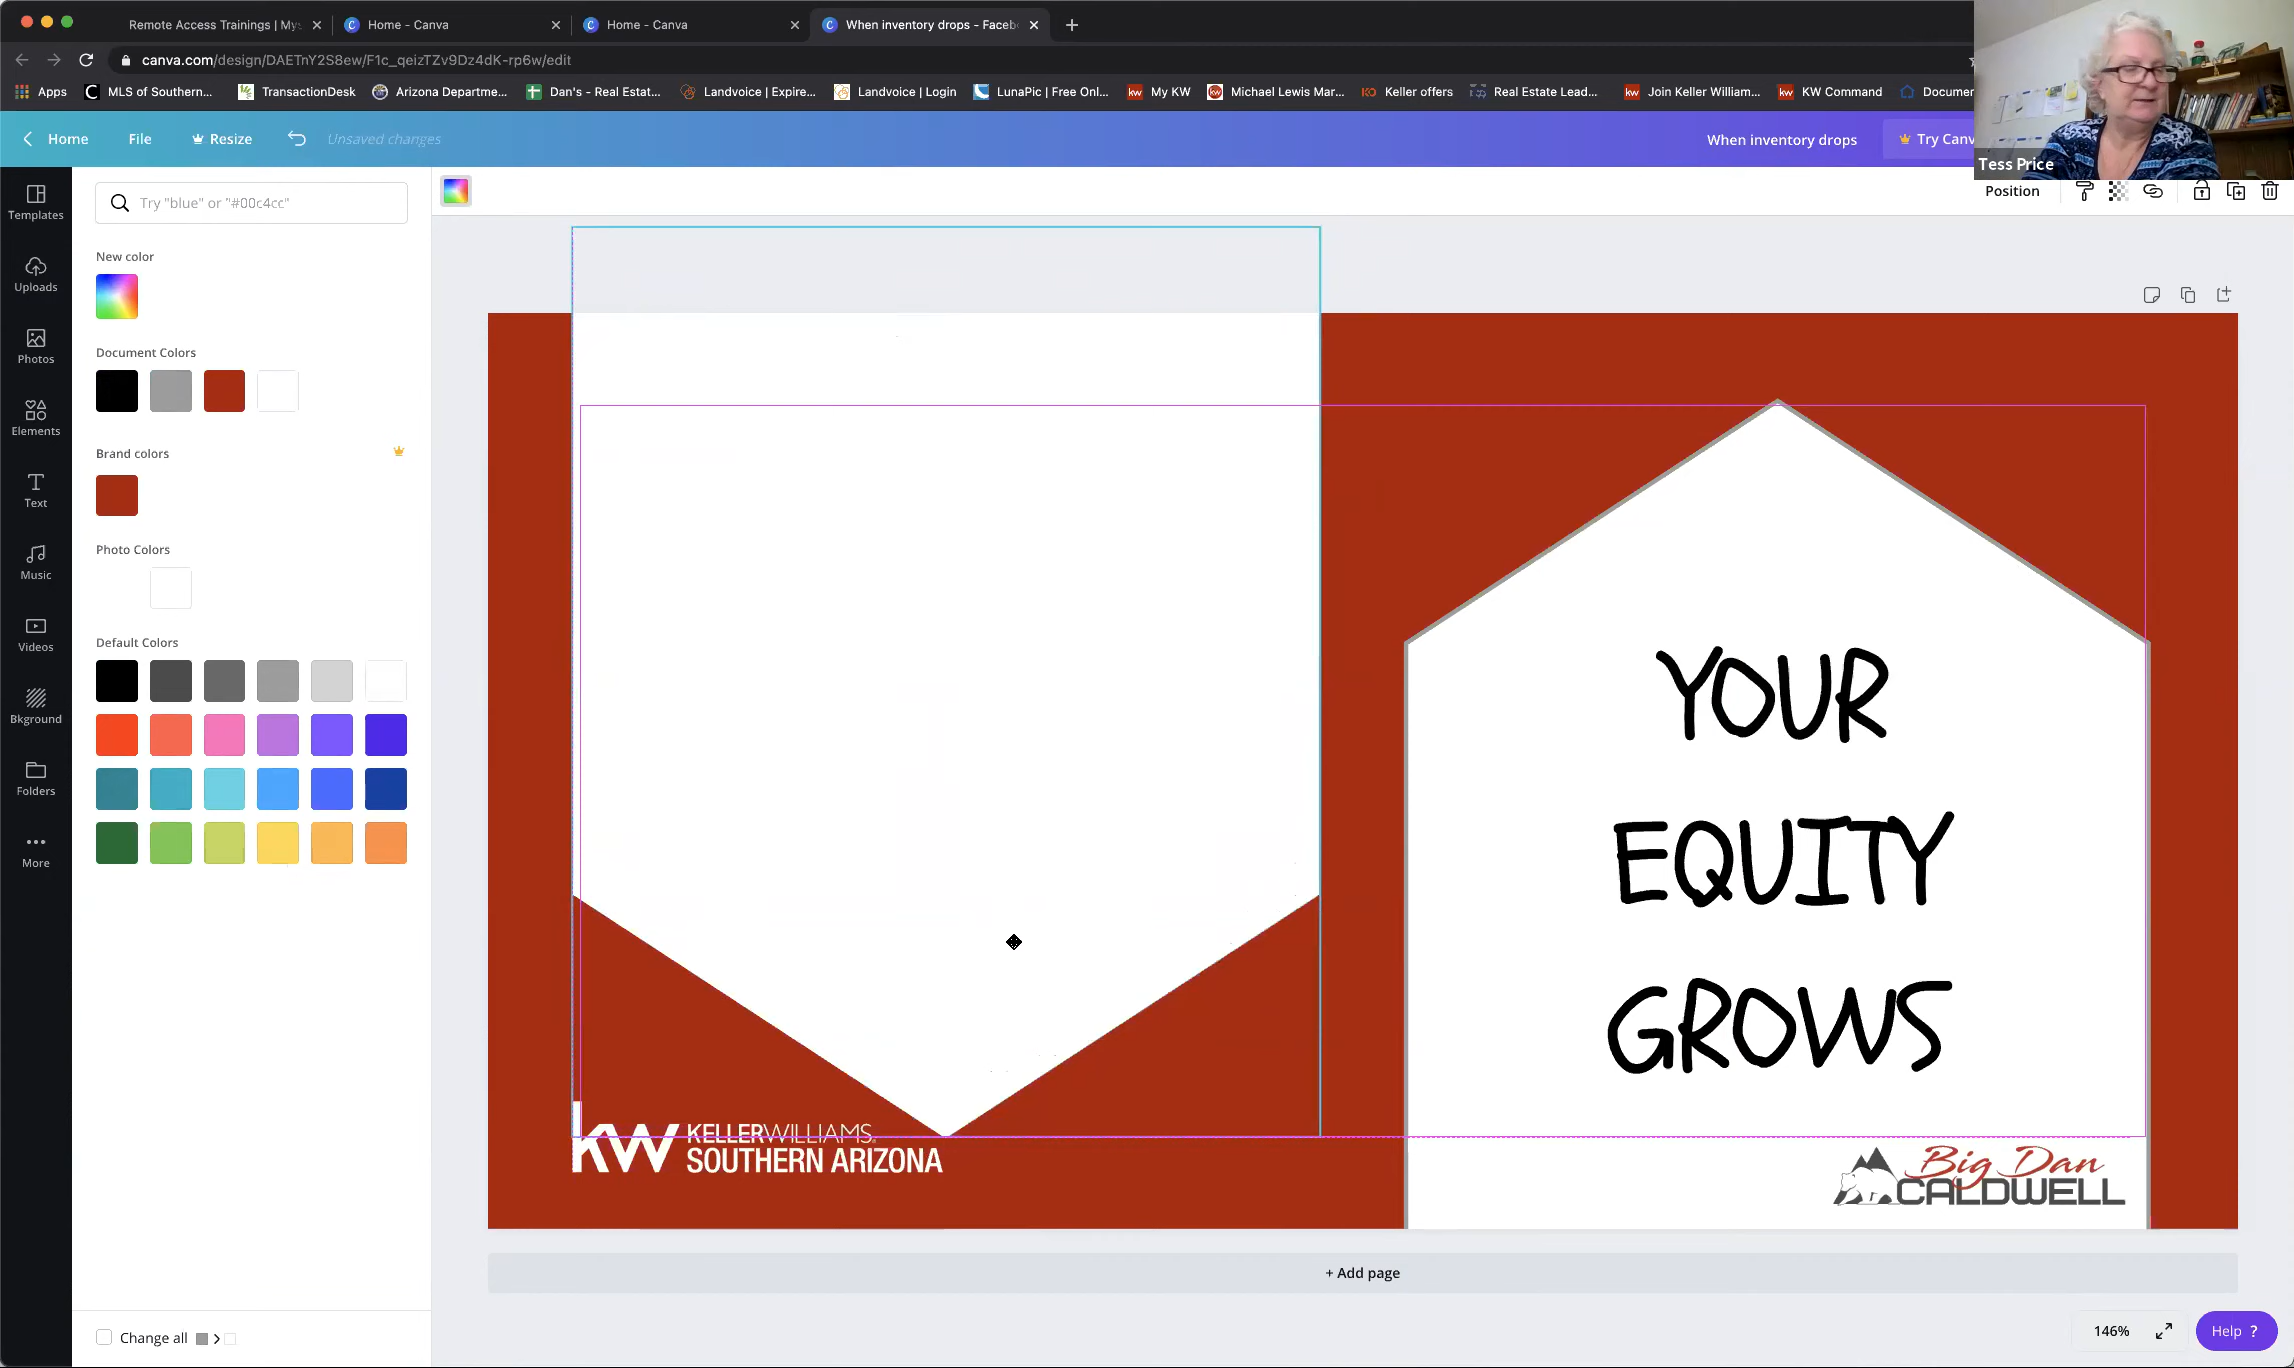 Remote Access Trainings | Mys
Home - Canva
Home - Canva
When inventory drops - Faceb
canva.com/design/DAETnY2S8ew/F1c_qeizTZv9Dz4dK-rp6w/edit
Apps
MLS of Southern...
TransactionDesk
Arizona Departme...
Dan's - Real Estat...
Landvoice | Expire...
Landvoice | Login
LunaPic | Free Onl...
My KW
Michael Lewis Mar...
Keller offers
Real Estate Lead...
Join Keller William...
KW Command
Documen
Home
File
Resize
Unsaved changes
When inventory drops
Try Canv
Tess Price
Position
Templates
Uploads
Photos
Elements
Text
Music
Videos
Bkground
Folders
More
Try "blue" or "#00c4cc"
New color
Document Colors
Brand colors
Photo Colors
Default Colors
Change all
YOUR
EQUITY
GROWS
kw KELLERWILLIAMS.
SOUTHERN ARIZONA
Big Dan
CALDWELL
+ Add page
146%
Help ?